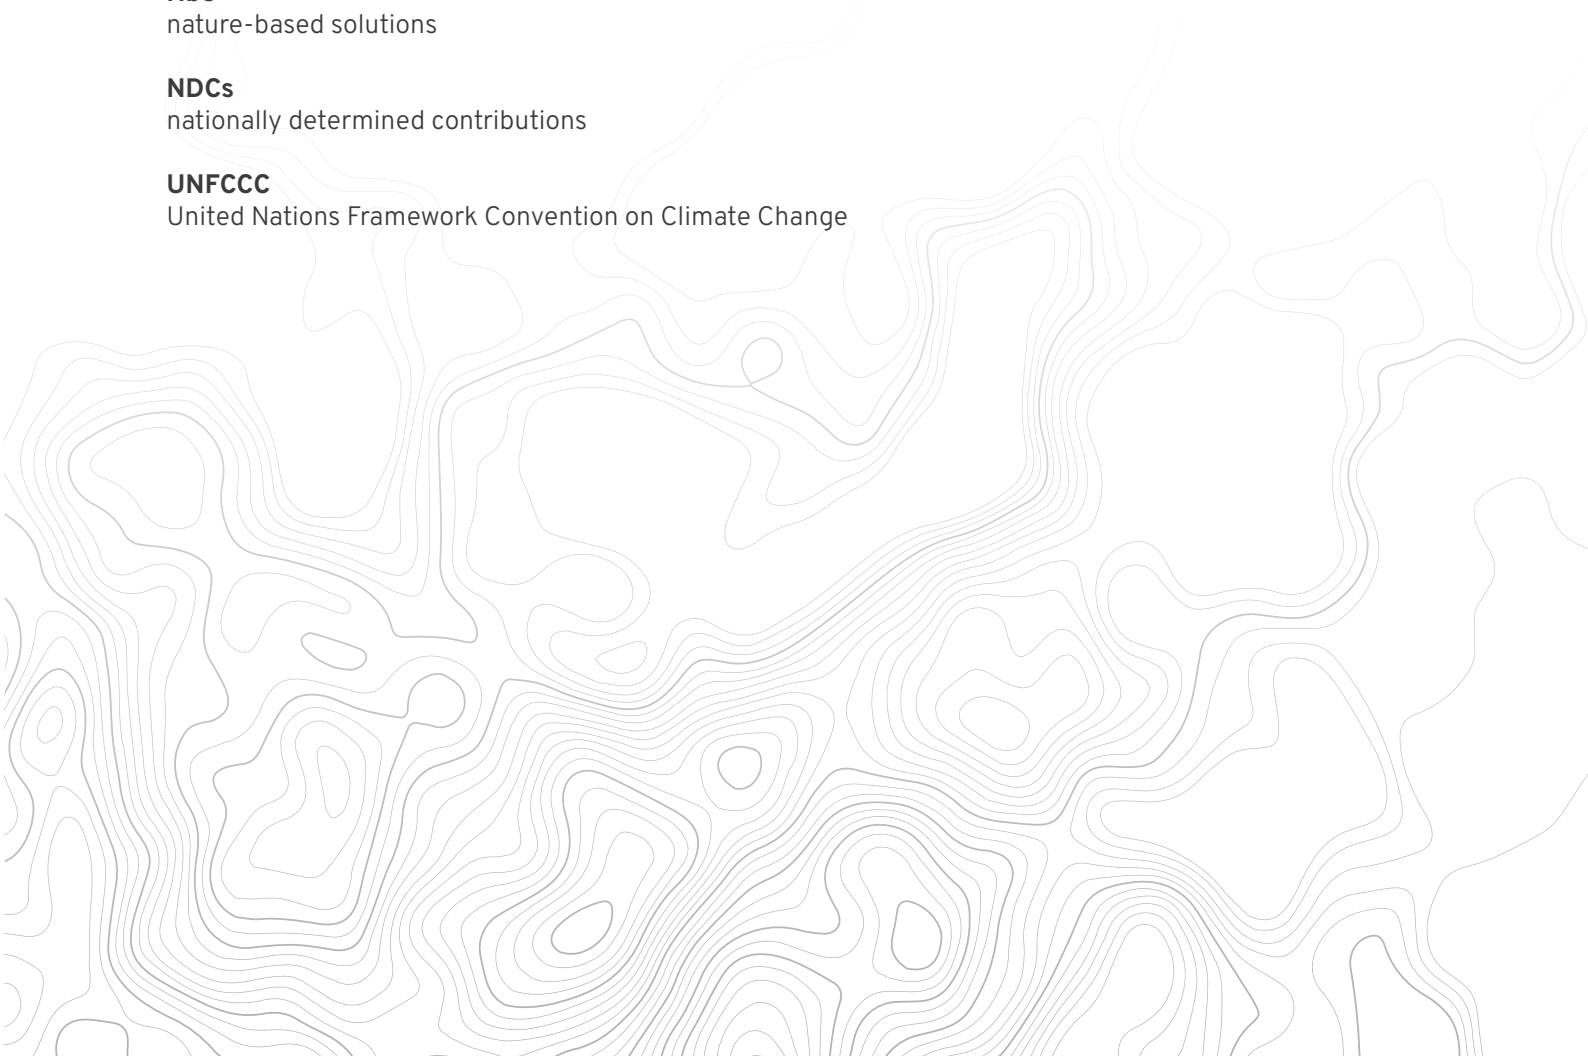 nature-based solutions
NDCs
nationally determined contributions
UNFCCC
United Nations Framework Convention on Climate Change